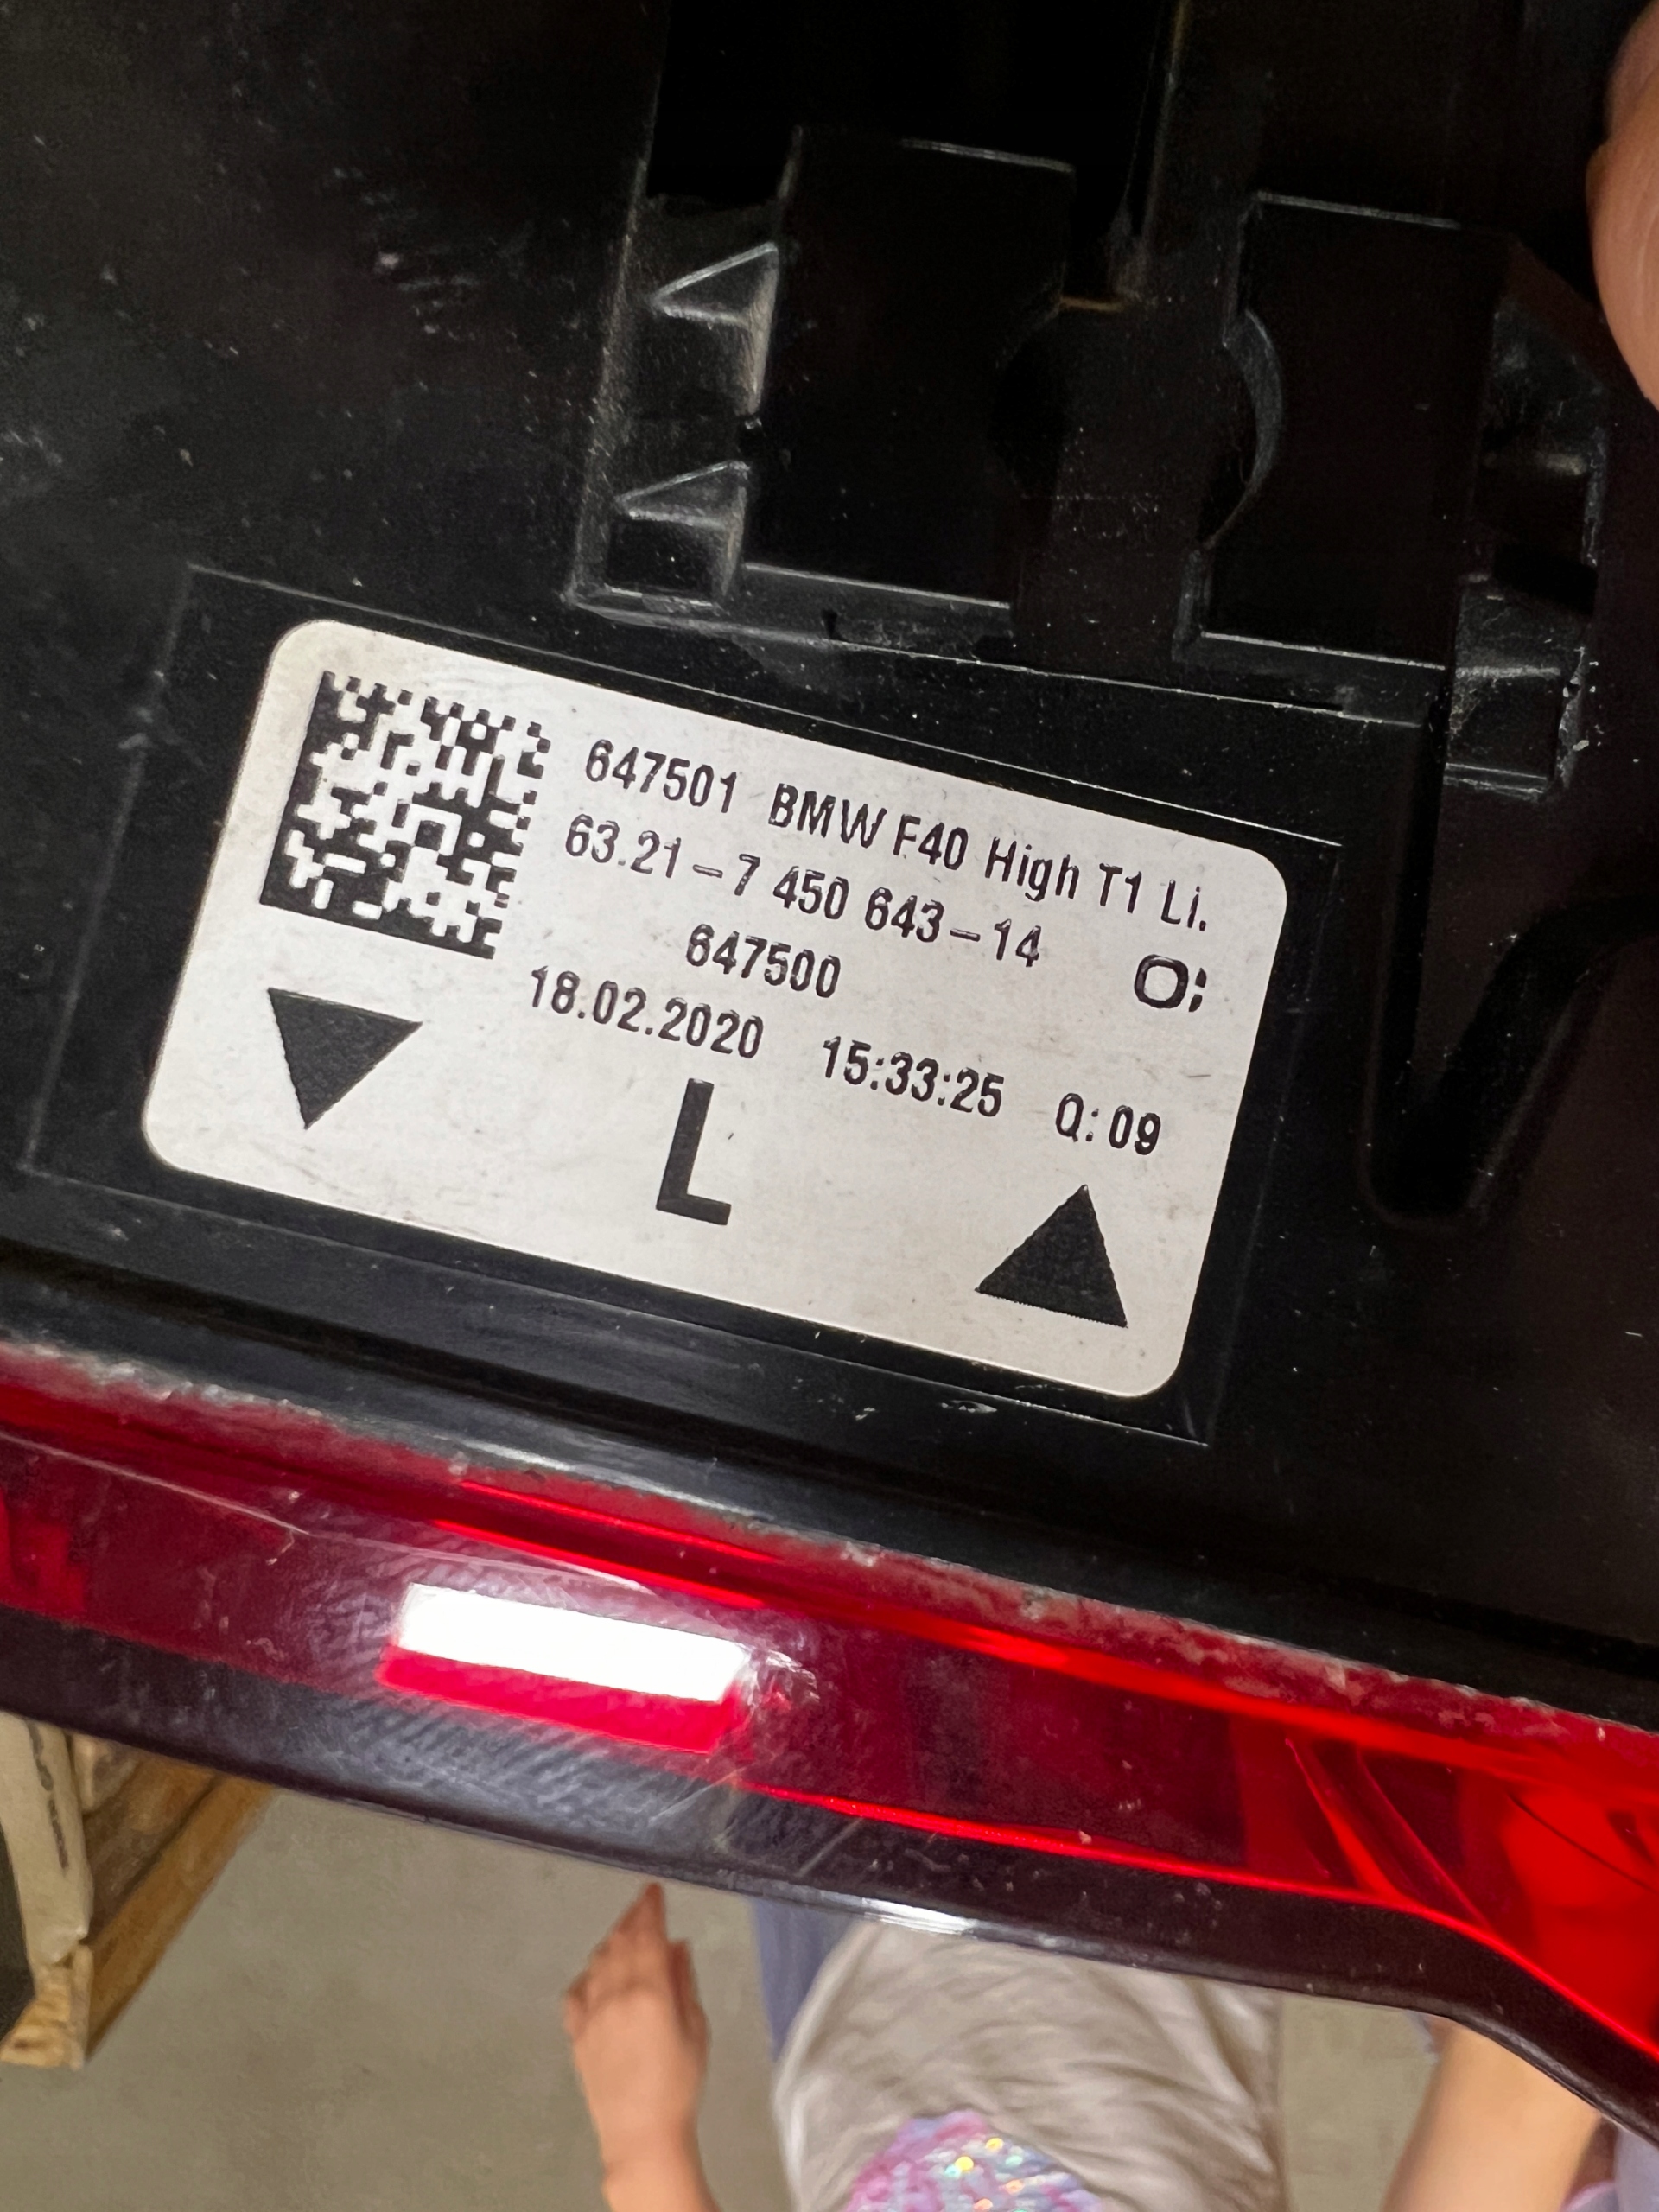 647501 BMW F40 High T1 Li.
63.21-7 450 643-14
647500 O;
18.02.2020 15:33:25 Q:09
L